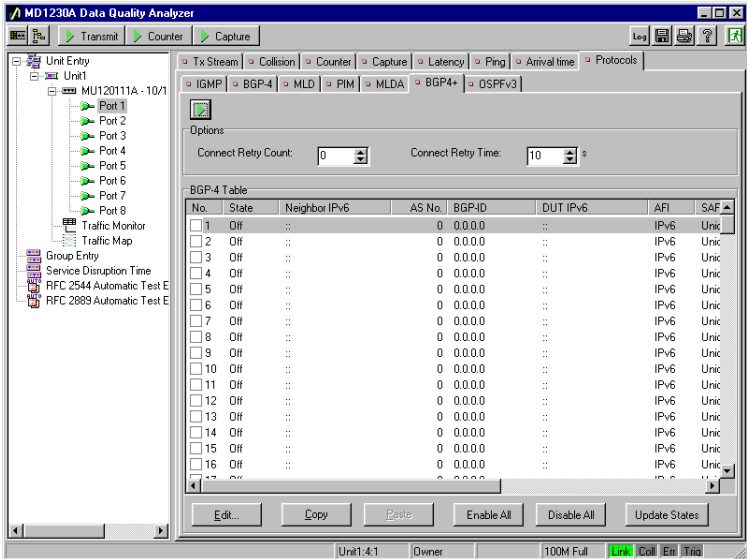 MD1230A Data Quality Analyzer
Transmit Counter Capture Log
Unit Entry
Unit1
MU120111A - 10/1
Port 1
Port 2
Port 3
Port 4
Port 5
Port 6
Port 7
Port 8
Traffic Monitor
Traffic Map
Group Entry
Service Disruption Time
RFC 2544 Automatic Test E
RFC 2889 Automatic Test E
Tx Stream Collision Counter Capture Latency Ping Arrival time Protocols
IGMP BGP-4 MLD PIM MLDA BGP4+ OSPFv3
Options
Connect Retry Count: 0 Connect Retry Time: 10 s
BGP-4 Table
No. State Neighbor IPv6 AS No. BGP-ID DUT IPv6 AFI SAF
1 Off :: 0 0.0.0.0 :: IPv6 Unic
2 Off :: 0 0.0.0.0 :: IPv6 Unic
3 Off :: 0 0.0.0.0 :: IPv6 Unic
4 Off :: 0 0.0.0.0 :: IPv6 Unic
5 Off :: 0 0.0.0.0 :: IPv6 Unic
6 Off :: 0 0.0.0.0 :: IPv6 Unic
7 Off :: 0 0.0.0.0 :: IPv6 Unic
8 Off :: 0 0.0.0.0 :: IPv6 Unic
9 Off :: 0 0.0.0.0 :: IPv6 Unic
10 Off :: 0 0.0.0.0 :: IPv6 Unic
11 Off :: 0 0.0.0.0 :: IPv6 Unic
12 Off :: 0 0.0.0.0 :: IPv6 Unic
13 Off :: 0 0.0.0.0 :: IPv6 Unic
14 Off :: 0 0.0.0.0 :: IPv6 Unic
15 Off :: 0 0.0.0.0 :: IPv6 Unic
16 Off :: 0 0.0.0.0 :: IPv6 Unic
Edit... Copy Paste Enable All Disable All Update States
Unit1:4:1 Owner 100M Full Link Coll Err Trig